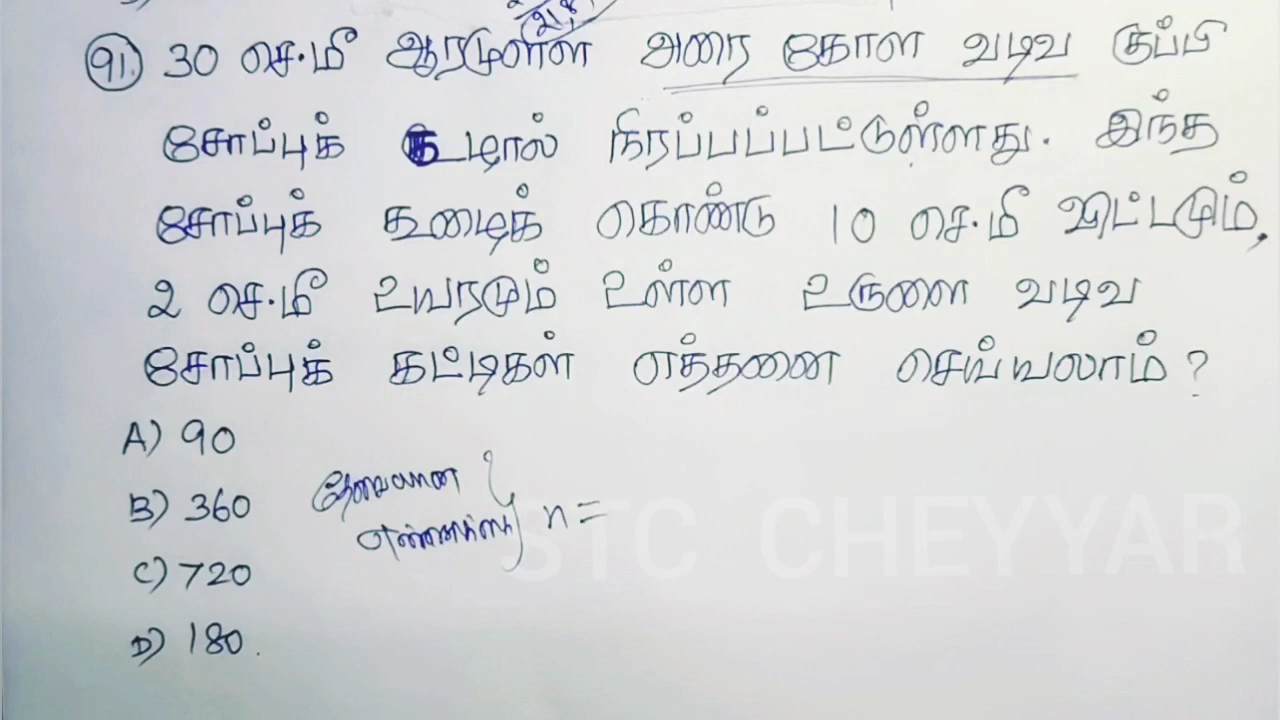 91. 30 செ.மீ ஆரமுள்ள அரை கோள வடிவ குப்பி
சோப்புக் கூழால் நிரப்பப்பட்டுள்ளது. இந்த
சோப்புக் கூழைக் கொண்டு 10 செ.மீ விட்டமும்,
2 செ.மீ உயரமும் உள்ள உருளை வடிவ
சோப்புக் கட்டிகள் எத்தனை செய்யலாம்?
A) 90
B) 360
C) 720
D) 180.
தேவையான
எண்ணிக்கை } n =
STC CHEYYAR